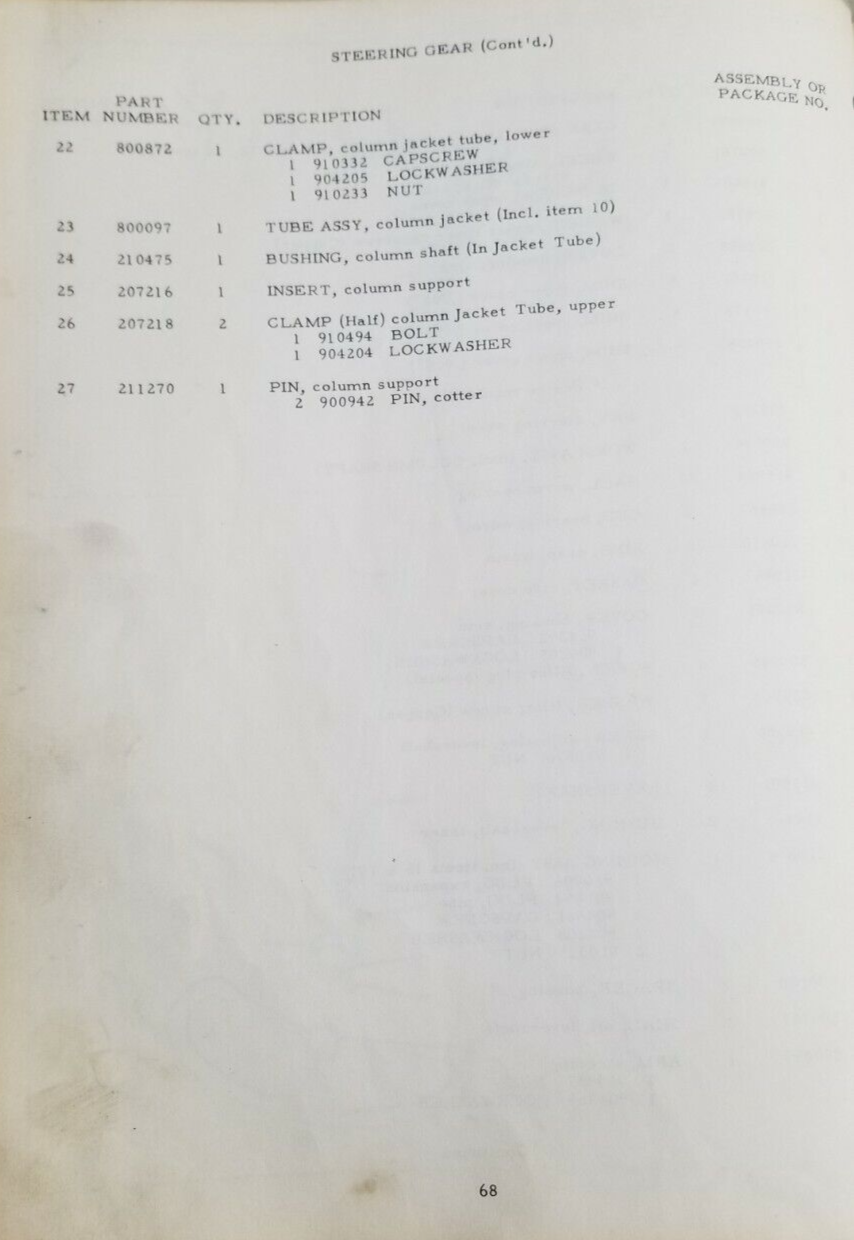 STEERING GEAR (Cont'd.)
ASSEMBLY OR
PACKAGE NO.
PART
ITEM NUMBER QTY. DESCRIPTION
22 800872 1 CLAMP, column jacket tube, lower
1 910332 CAPSCREW
1 904205 LOCKWASHER
1 910233 NUT
23 800097 1 TUBE ASSY, column jacket (Incl. item 10)
24 210475 1 BUSHING, column shaft (In Jacket Tube)
25 207216 1 INSERT, column support
26 207218 2 CLAMP (Half) column Jacket Tube, upper
1 910494 BOLT
1 904204 LOCKWASHER
27 211270 1 PIN, column support
2 900942 PIN, cotter
68